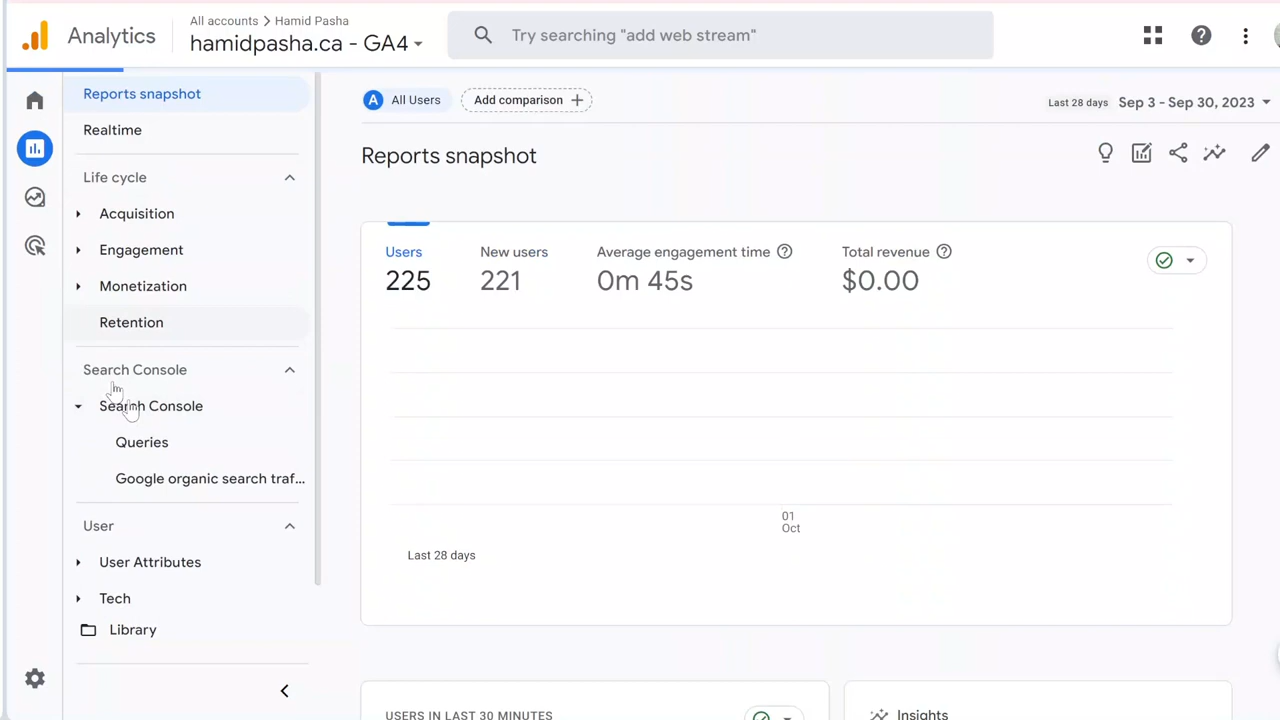 Analytics
All accounts > Hamid Pasha
hamidpasha.ca - GA4
Try searching "add web stream"
Reports snapshot
Realtime
Life cycle
Acquisition
Engagement
Monetization
Retention
Search Console
Search Console
Queries
Google organic search traf...
User
User Attributes
Tech
Library
A All Users
Add comparison +
Last 28 days Sep 3 - Sep 30, 2023
Reports snapshot
Users
225
New users
221
Average engagement time
0m 45s
Total revenue
$0.00
01
Oct
Last 28 days
USERS IN LAST 30 MINUTES
Insights